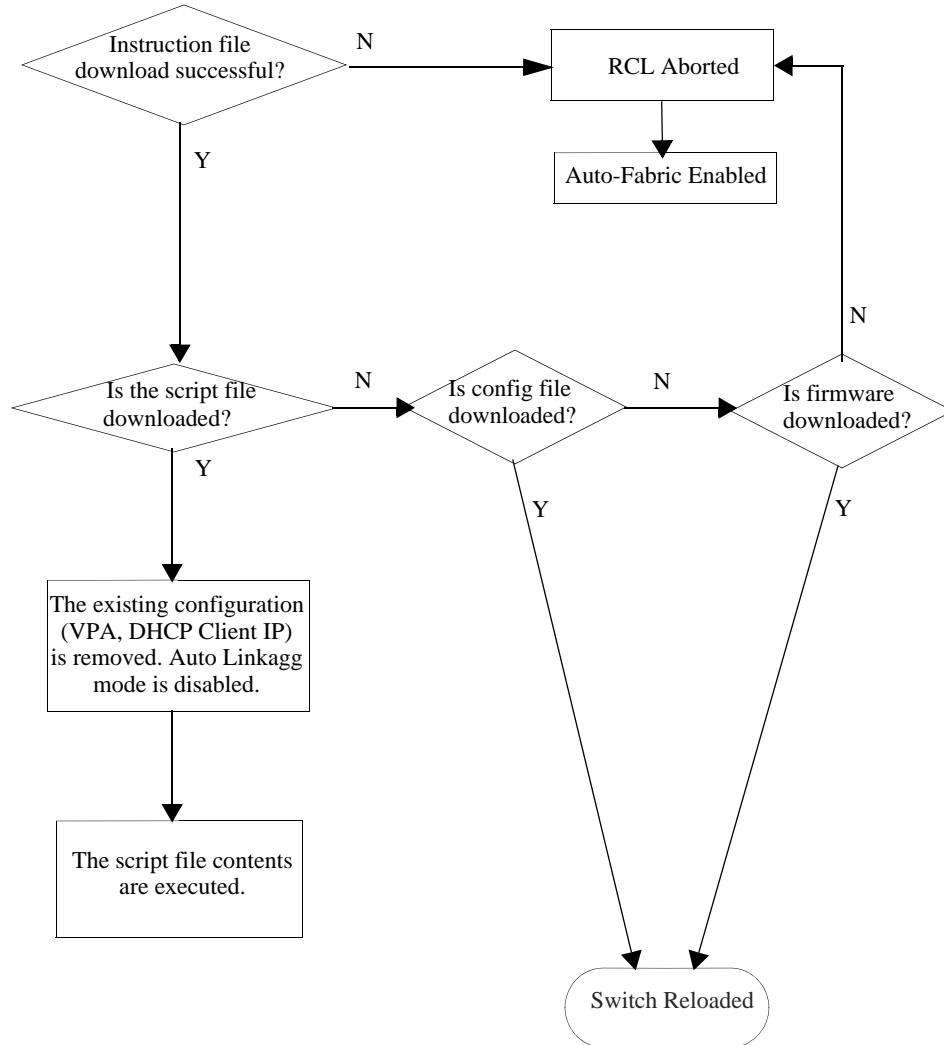 Instruction file
download successful?
N
RCL Aborted
Y
Auto-Fabric Enabled
N
Is the script file
downloaded?
N
Is config file
downloaded?
N
Is firmware
downloaded?
Y
Y
Y
The existing configuration
(VPA, DHCP Client IP)
is removed. Auto Linkagg
mode is disabled.
The script file contents
are executed.
Switch Reloaded